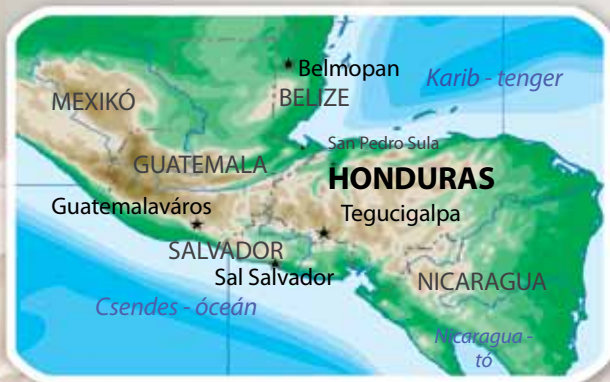 Belmopan
Karib - tenger
MEXIKÓ
BELIZE
San Pedro Sula
GUATEMALA
HONDURAS
Guatemalaváros
Tegucigalpa
SALVADOR
Sal Salvador
NICARAGUA
Csendes - óceán
Nicaragua -
tó